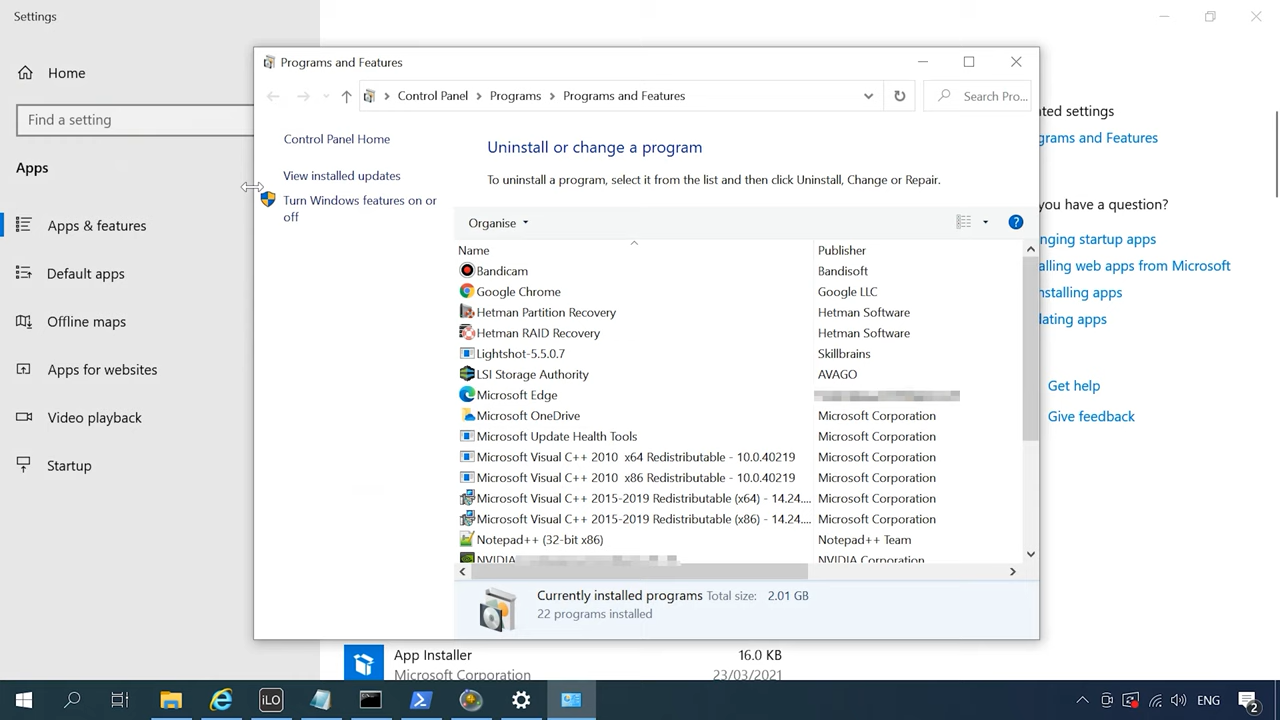 Settings
Home
Find a setting
Apps
Apps & features
Default apps
Offline maps
Apps for websites
Video playback
Startup
Programs and Features
Control Panel
Programs
Programs and Features
Search Pro...
Control Panel Home
View installed updates
Turn Windows features on or
off
Uninstall or change a program
To uninstall a program, select it from the list and then click Uninstall, Change or Repair.
Organise
?
Name Publisher
Bandicam Bandisoft
Google Chrome Google LLC
Hetman Partition Recovery Hetman Software
Hetman RAID Recovery Hetman Software
Lightshot-5.5.0.7 Skillbrains
LSI Storage Authority AVAGO
Microsoft Edge
Microsoft OneDrive Microsoft Corporation
Microsoft Update Health Tools Microsoft Corporation
Microsoft Visual C++ 2010 x64 Redistributable - 10.0.40219 Microsoft Corporation
Microsoft Visual C++ 2010 x86 Redistributable - 10.0.40219 Microsoft Corporation
Microsoft Visual C++ 2015-2019 Redistributable (x64) - 14.24.... Microsoft Corporation
Microsoft Visual C++ 2015-2019 Redistributable (x86) - 14.24.... Microsoft Corporation
Notepad++ (32-bit x86) Notepad++ Team
NVIDIA NVIDIA Corporation
Currently installed programs Total size: 2.01 GB
22 programs installed
ted settings
grams and Features
you have a question?
nging startup apps
alling web apps from Microsoft
nstalling apps
lating apps
Get help
Give feedback
App Installer 16.0 KB
Microsoft Corporation 23/03/2021
iLO
ENG
2